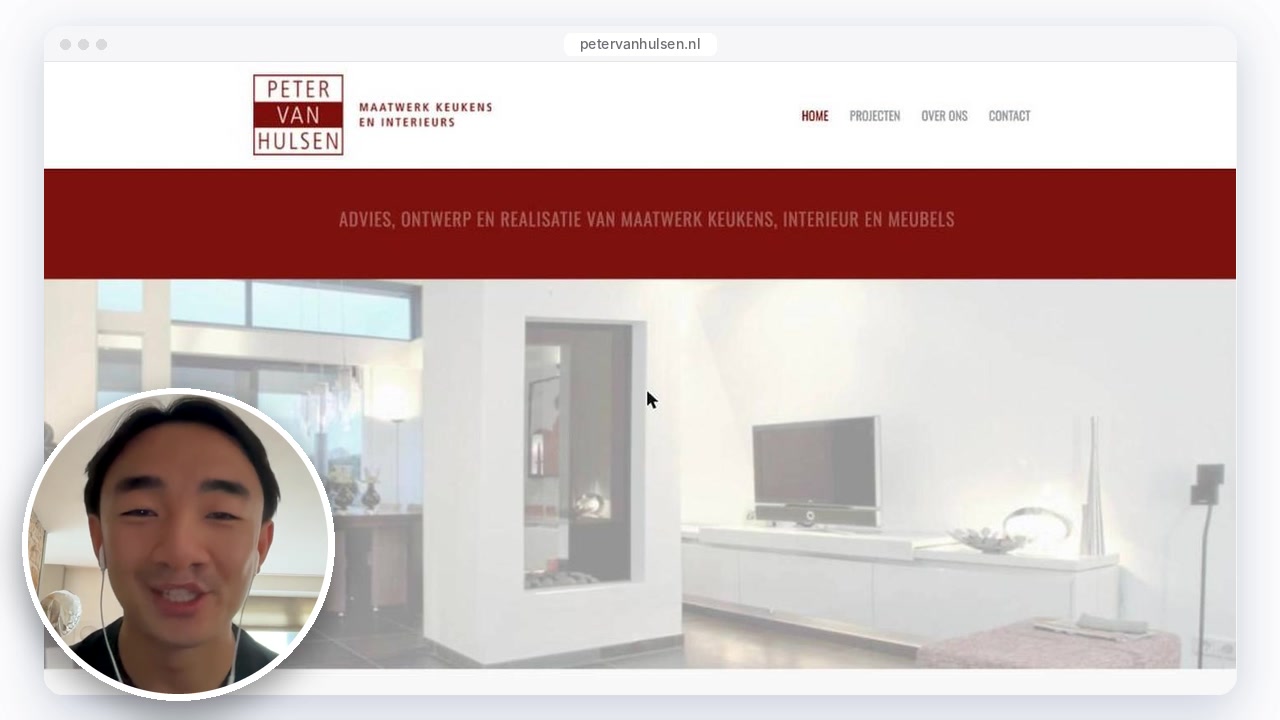 petervanhulsen.nl
PETER
VAN
HULSEN
MAATWERK KEUKENS
EN INTERIEURS
HOME
PROJECTEN
OVER ONS
CONTACT
ADVIES, ONTWERP EN REALISATIE VAN MAATWERK KEUKENS, INTERIEUR EN MEUBELS